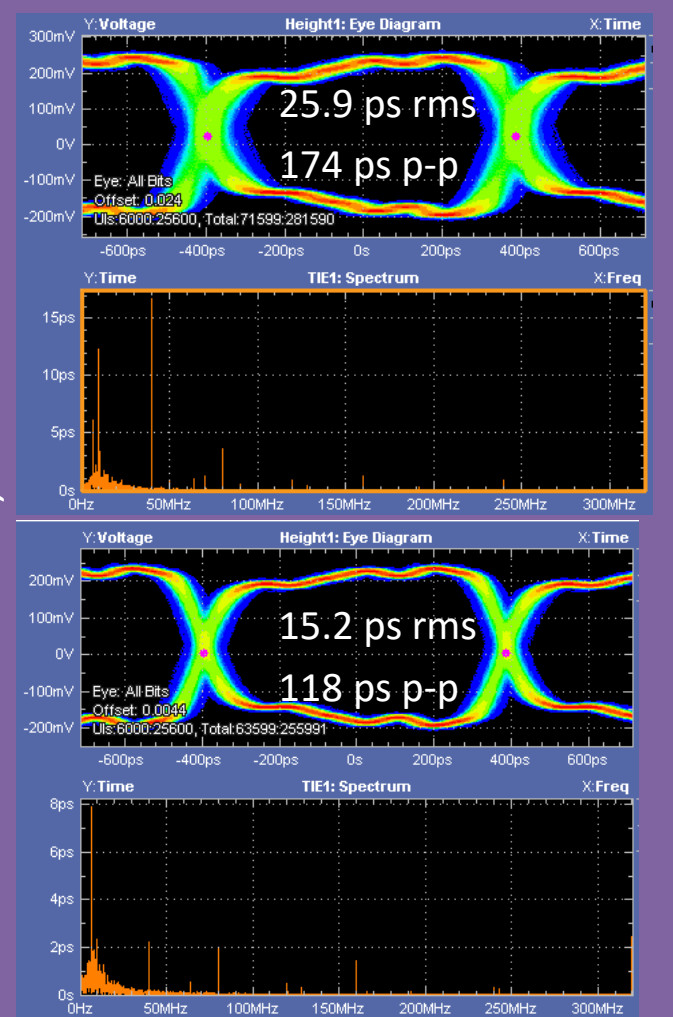 Y:Voltage Height1: Eye Diagram X:Time
300mV
200mV
100mV
0V
-100mV
-200mV
25.9 ps rms
174 ps p-p
Eye: All Bits
Offset: 0.024
UIs:6000:25600, Total:71599:281590
-600ps -400ps -200ps 0s 200ps 400ps 600ps
Y:Time TIE1: Spectrum X:Freq
15ps
10ps
5ps
0s
0Hz 50MHz 100MHz 150MHz 200MHz 250MHz 300MHz
Y:Voltage Height1: Eye Diagram X:Time
200mV
100mV
0V
-100mV
-200mV
15.2 ps rms
118 ps p-p
Eye: All Bits
Offset: 0.0044
UIs:6000:25600, Total:63599:255991
-600ps -400ps -200ps 0s 200ps 400ps 600ps
Y:Time TIE1: Spectrum X:Freq
8ps
6ps
4ps
2ps
0s
0Hz 50MHz 100MHz 150MHz 200MHz 250MHz 300MHz